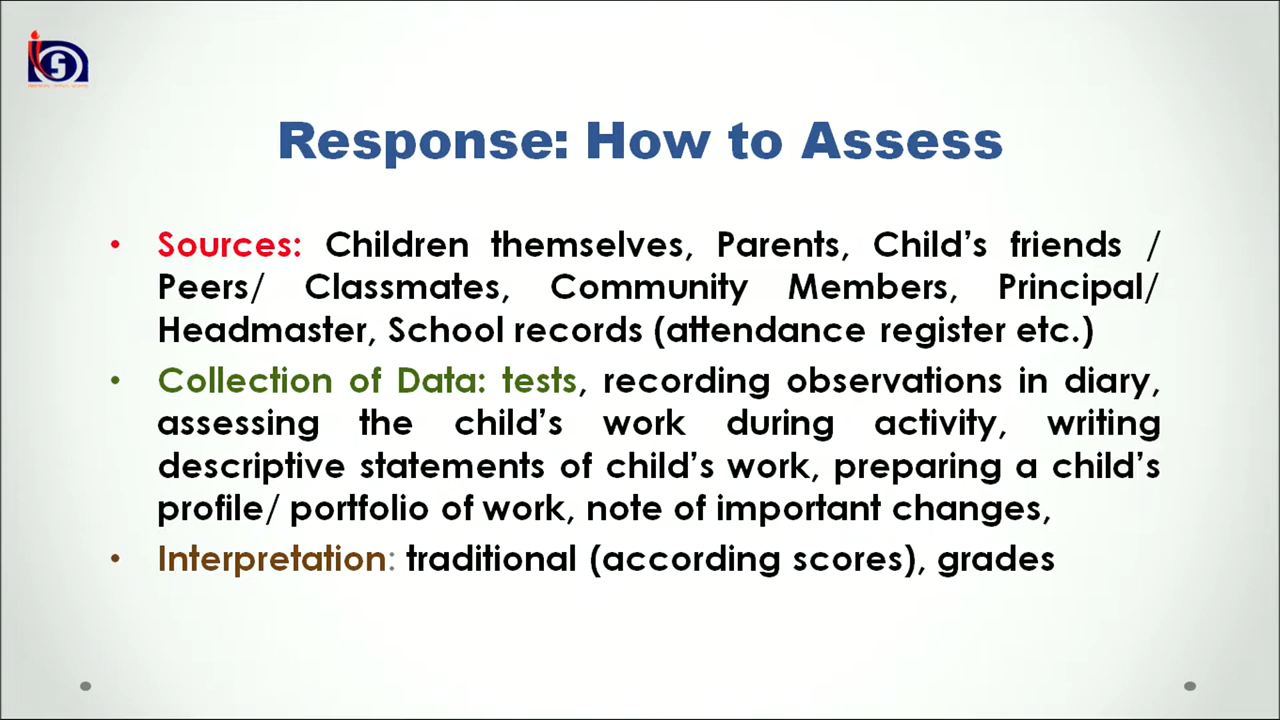 Response: How to Assess
• Sources: Children themselves, Parents, Child’s friends /
Peers/ Classmates, Community Members, Principal/
Headmaster, School records (attendance register etc.)
• Collection of Data: tests, recording observations in diary,
assessing the child’s work during activity, writing
descriptive statements of child’s work, preparing a child’s
profile/ portfolio of work, note of important changes,
• Interpretation: traditional (according scores), grades